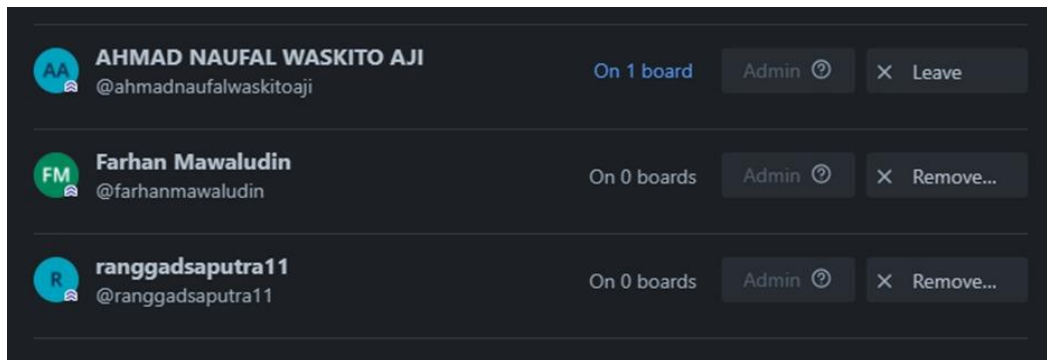 AA
AHMAD NAUFAL WASKITO AJI
@ahmadnaufalwaskitoaji
On 1 board
Admin ?
× Leave
FM
Farhan Mawaludin
@farhanmawaludin
On 0 boards
Admin ?
× Remove...
R
ranggadsaputra11
@ranggadsaputra11
On 0 boards
Admin ?
× Remove...